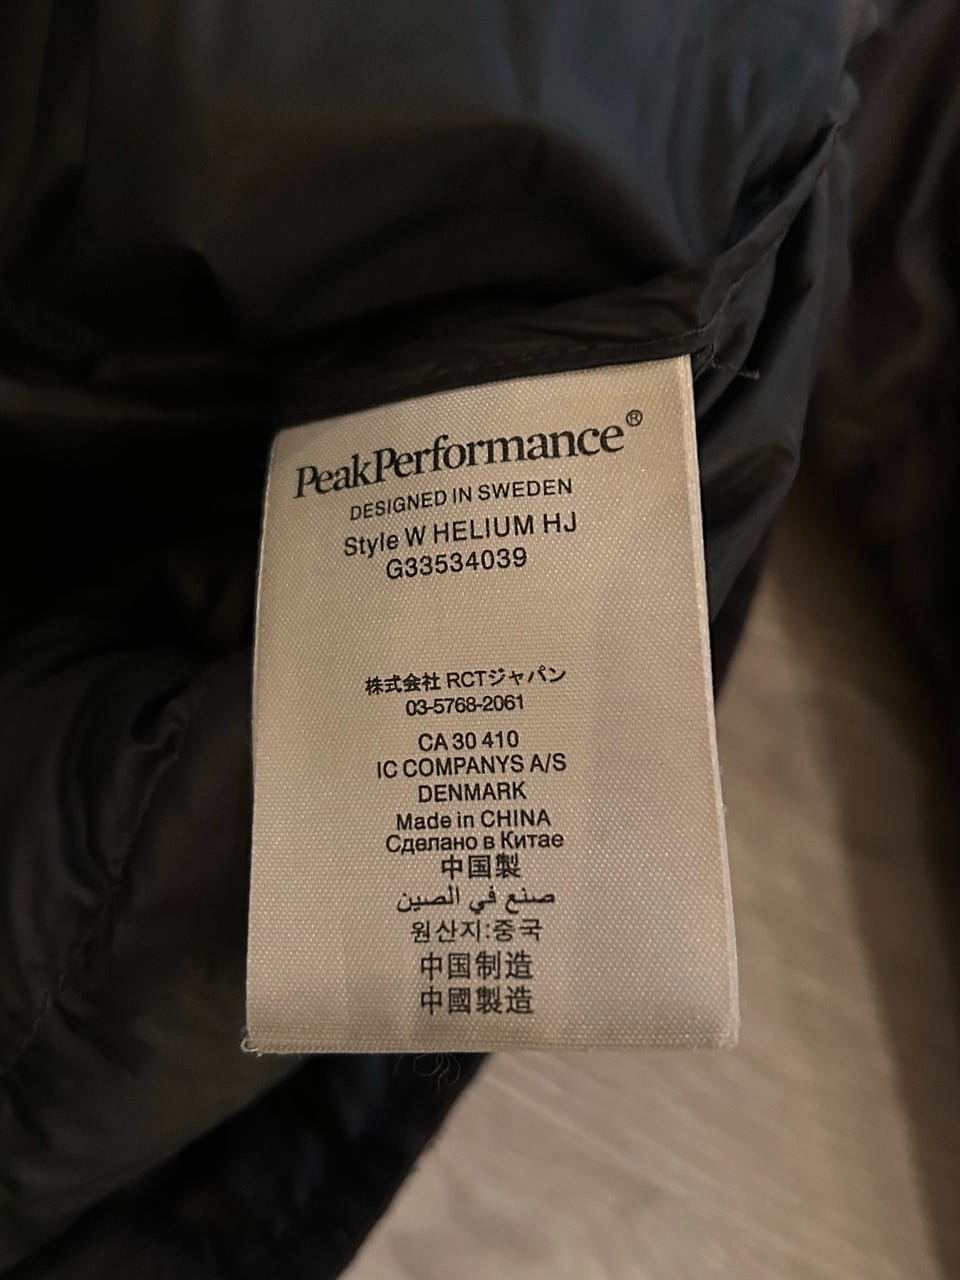 PeakPerformance®
DESIGNED IN SWEDEN
Style W HELIUM HJ
G33534039
株式会社 RCTジャパン
03-5768-2061
CA 30 410
IC COMPANYS A/S
DENMARK
Made in CHINA
Сделано в Китае
中国製
صنع في الصين
원산지:중국
中国制造
中國製造